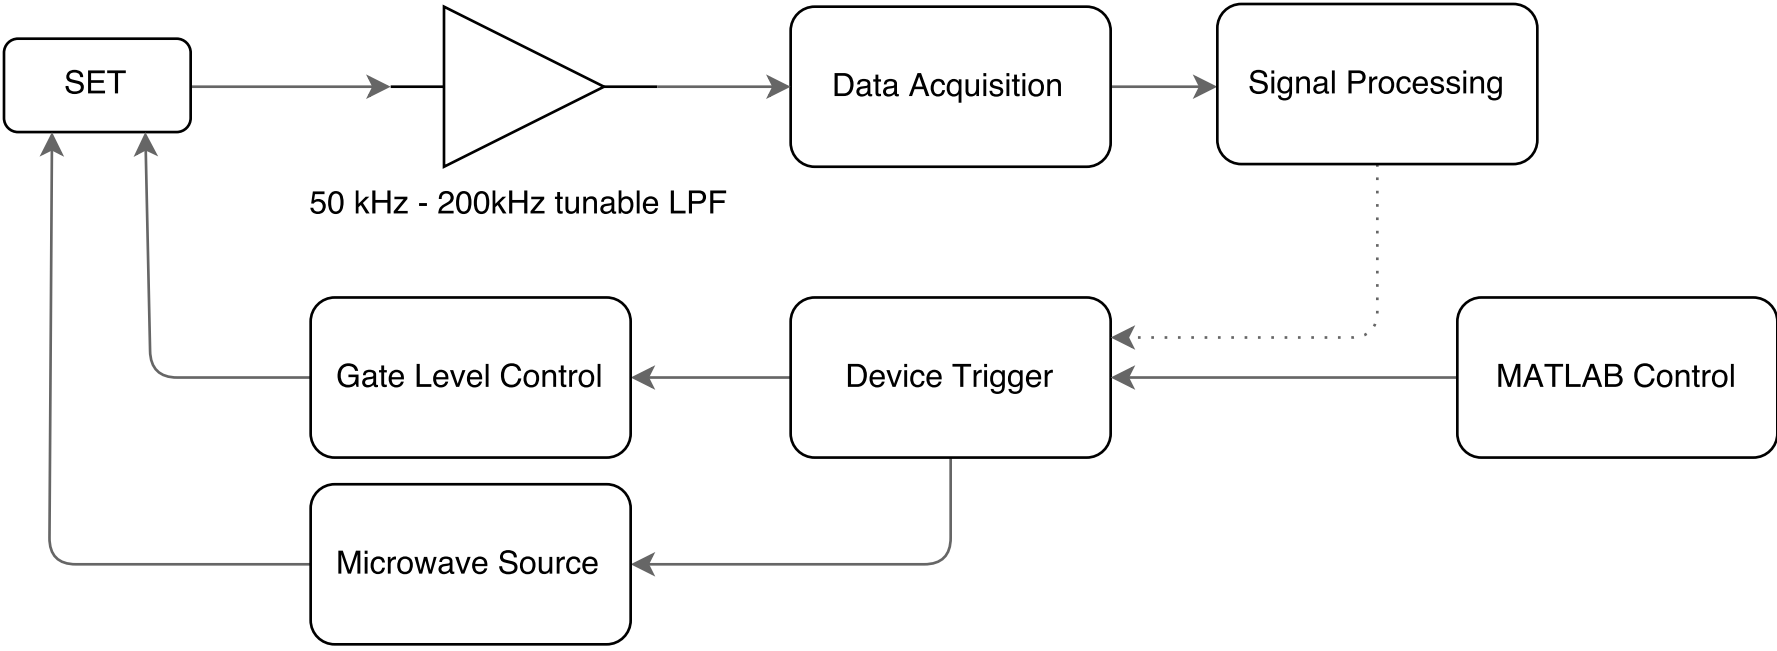 SET
Data Acquisition
Signal Processing
50 kHz - 200kHz tunable LPF
Gate Level Control
Device Trigger
MATLAB Control
Microwave Source